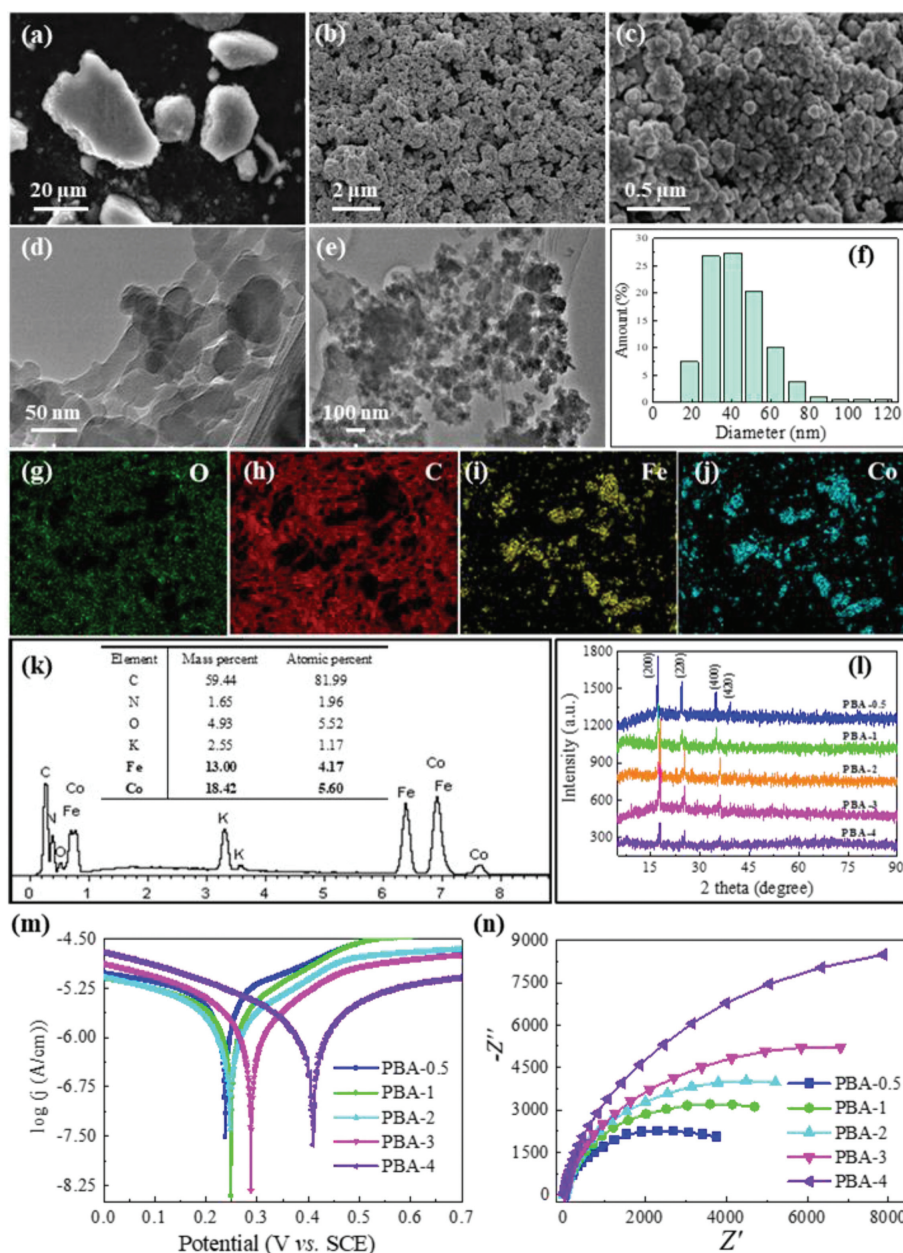 (a)
20 μm
(b)
2 μm
(c)
0.5 μm
(d)
50 nm
(e)
100 nm
(f)
30
25
20
15
10
5
0
Amount (%)
0 20 40 60 80 100 120
Diameter (nm)
(g) O
(h) C
(i) Fe
(j) Co
(k)
Element Mass percent Atomic percent
C 59.44 81.99
N 1.65 1.96
O 4.93 5.52
K 2.55 1.17
Fe 13.00 4.17
Co 18.42 5.60
C
N
O
Co
Fe
K
K
Fe
Co
Fe
Co
0 1 2 3 4 5 6 7 8
(l)
1800
1500
1200
900
600
300
Intensity (a.u.)
(200)
(220)
(400)
(420)
PBA-0.5
PBA-1
PBA-2
PBA-3
PBA-4
15 30 45 60 75 90
2 theta (degree)
(m)
-4.50
-5.25
-6.00
-6.75
-7.50
-8.25
log (j (A/cm))
PBA-0.5
PBA-1
PBA-2
PBA-3
PBA-4
0.0 0.1 0.2 0.3 0.4 0.5 0.6 0.7
Potential (V vs. SCE)
(n)
9000
7500
6000
4500
3000
1500
0
-Z''
PBA-0.5
PBA-1
PBA-2
PBA-3
PBA-4
0 2000 4000 6000 8000
Z'